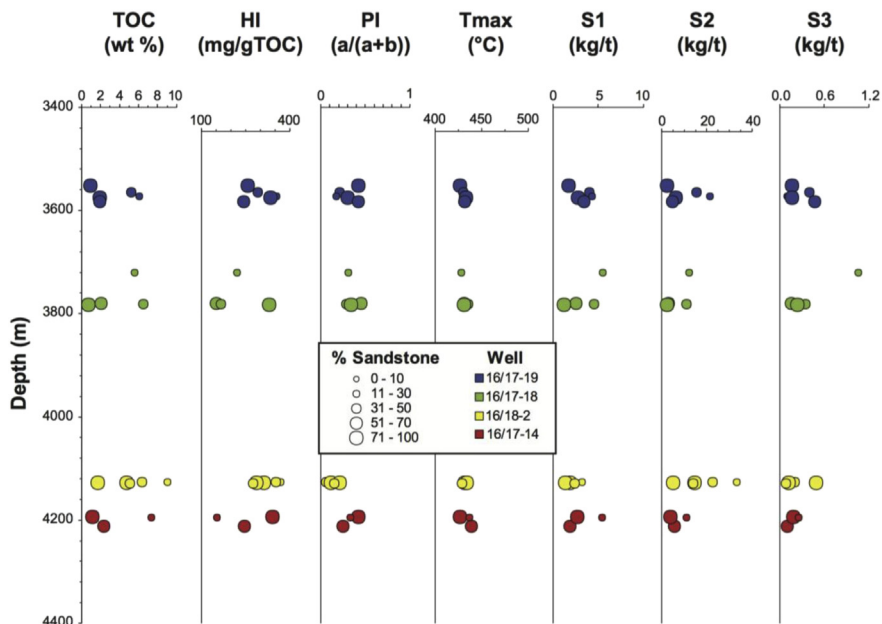 TOC HI PI Tmax S1 S2 S3
(wt %) (mg/gTOC) (a/(a+b)) (°C) (kg/t) (kg/t) (kg/t)
0 2 4 6 8 10 0 1 0 5 10 0.0 0.6 1.2
3400 100 400 400 450 500 0 20 40
3600
3800
Depth (m)
% Sandstone Well
0 - 10 16/17-19
11 - 30 16/17-18
31 - 50 16/18-2
51 - 70 16/17-14
71 - 100
4000
4200
4400